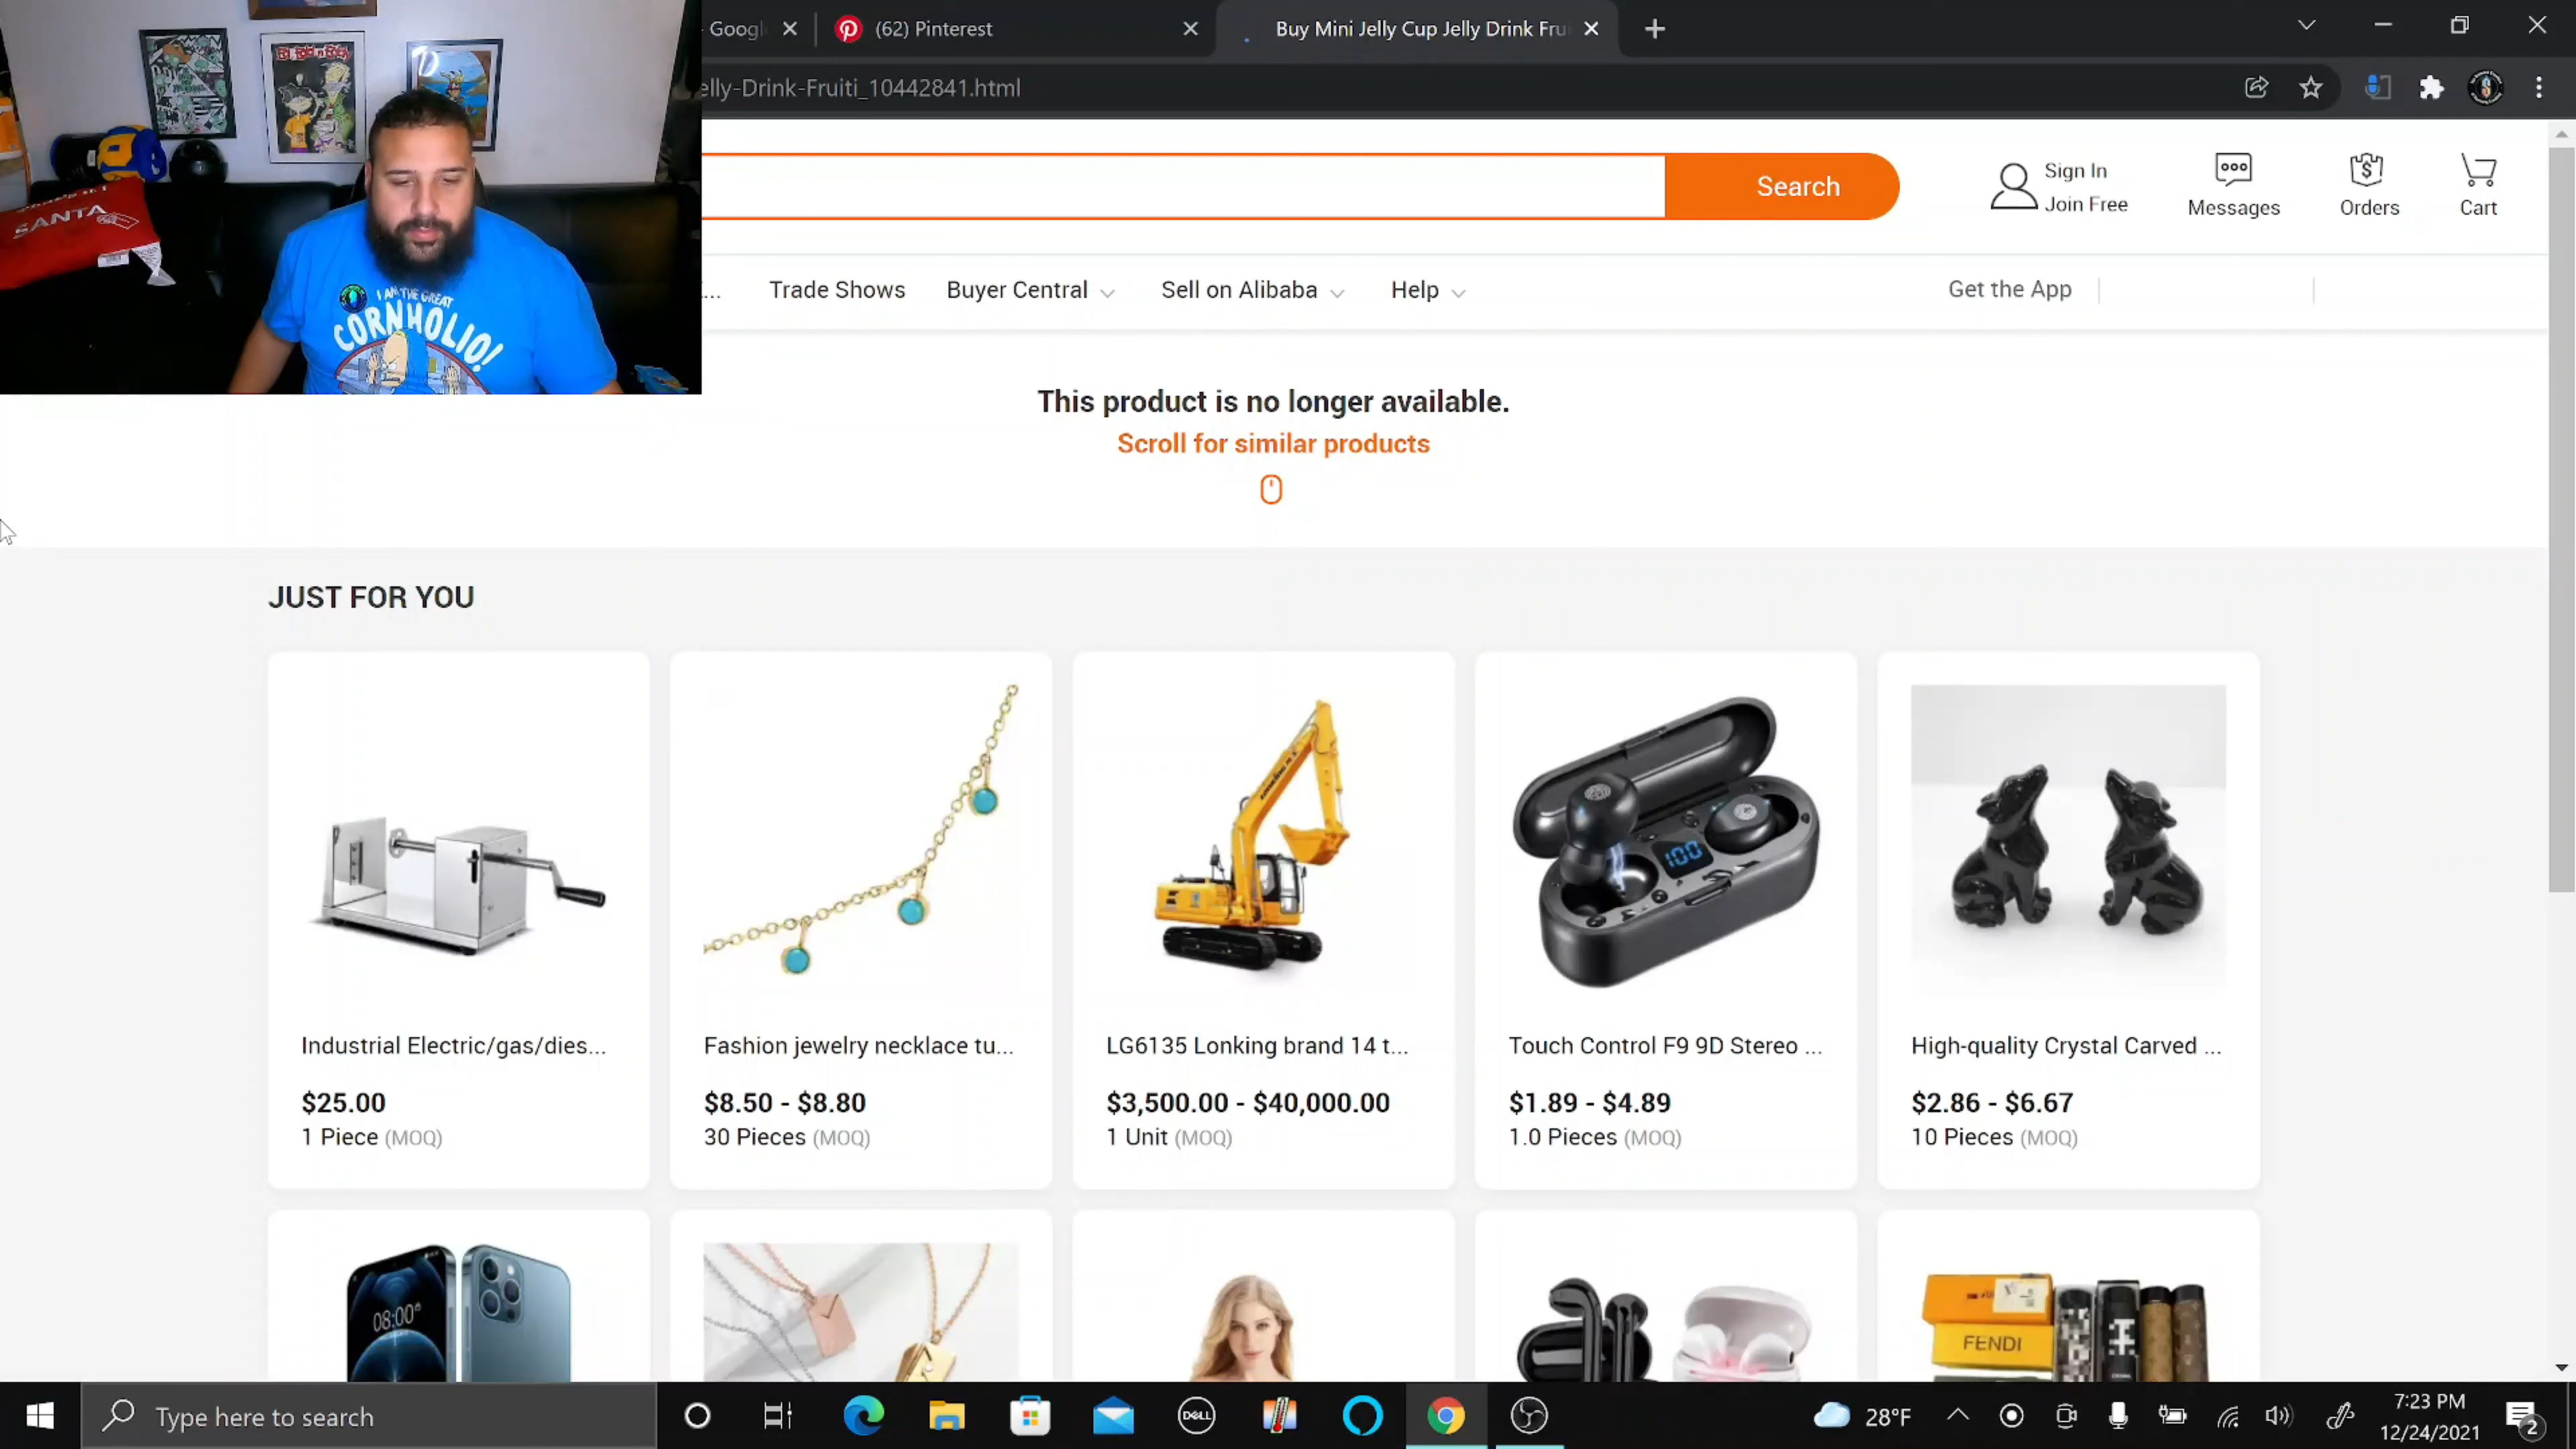 - Googl
(62) Pinterest
Buy Mini Jelly Cup Jelly Drink Fru
elly-Drink-Fruiti_10442841.html
Search
Sign In
Join Free
Messages
Orders
Cart
...
Trade Shows
Buyer Central
Sell on Alibaba
Help
Get the App
SANTA
I AM THE GREAT
CORNHOLIO!
This product is no longer available.
Scroll for similar products
JUST FOR YOU
100
Industrial Electric/gas/dies...
Fashion jewelry necklace tu...
LG6135 Lonking brand 14 t...
Touch Control F9 9D Stereo ...
High-quality Crystal Carved ...
$25.00
$8.50 - $8.80
$3,500.00 - $40,000.00
$1.89 - $4.89
$2.86 - $6.67
1 Piece (MOQ)
30 Pieces (MOQ)
1 Unit (MOQ)
1.0 Pieces (MOQ)
10 Pieces (MOQ)
08:00
FENDI
Type here to search
DELL
28°F
7:23 PM
12/24/2021
2